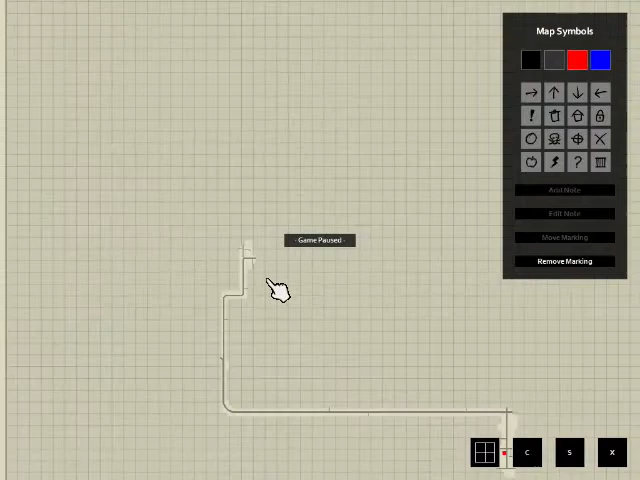 Map Symbols
Add Note
Edit Note
Move Marking
Remove Marking
- Game Paused -
C
S
X